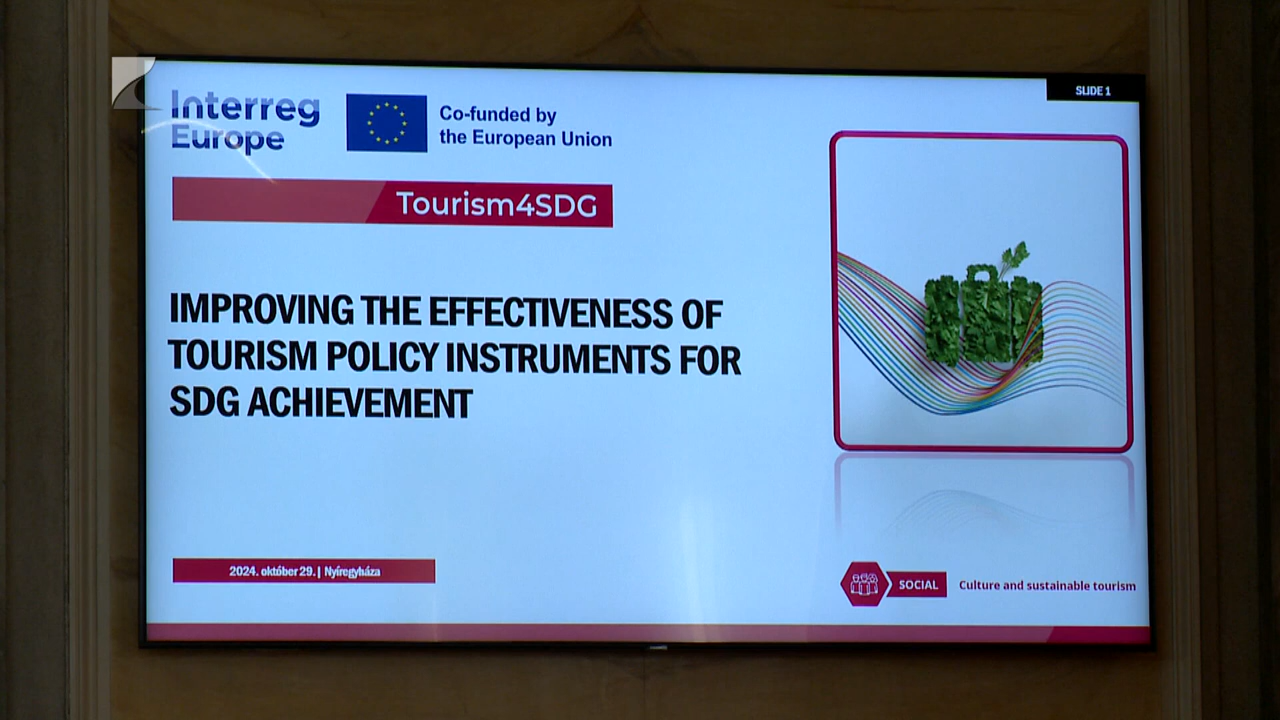 SLIDE 1
Interreg
Europe
Co-funded by
the European Union
Tourism4SDG
IMPROVING THE EFFECTIVENESS OF
TOURISM POLICY INSTRUMENTS FOR
SDG ACHIEVEMENT
2024. október 29. | Nyíregyháza
SOCIAL
Culture and sustainable tourism